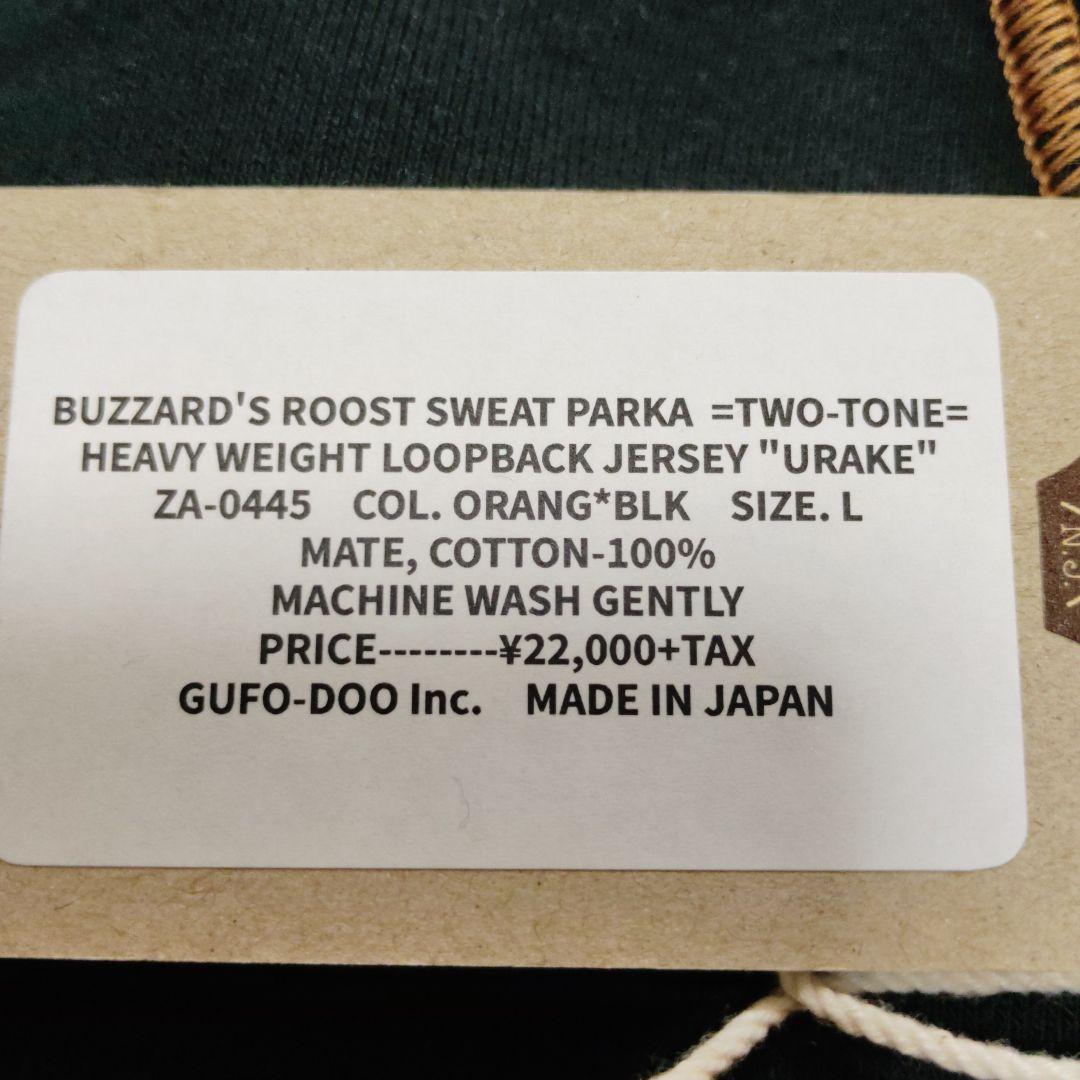 BUZZARD'S ROOST SWEAT PARKA =TWO-TONE=
HEAVY WEIGHT LOOPBACK JERSEY "URAKE"
ZA-0445 COL. ORANG*BLK SIZE. L
MATE, COTTON-100%
MACHINE WASH GENTLY
PRICE--------¥22,000+TAX
GUFO-DOO Inc. MADE IN JAPAN